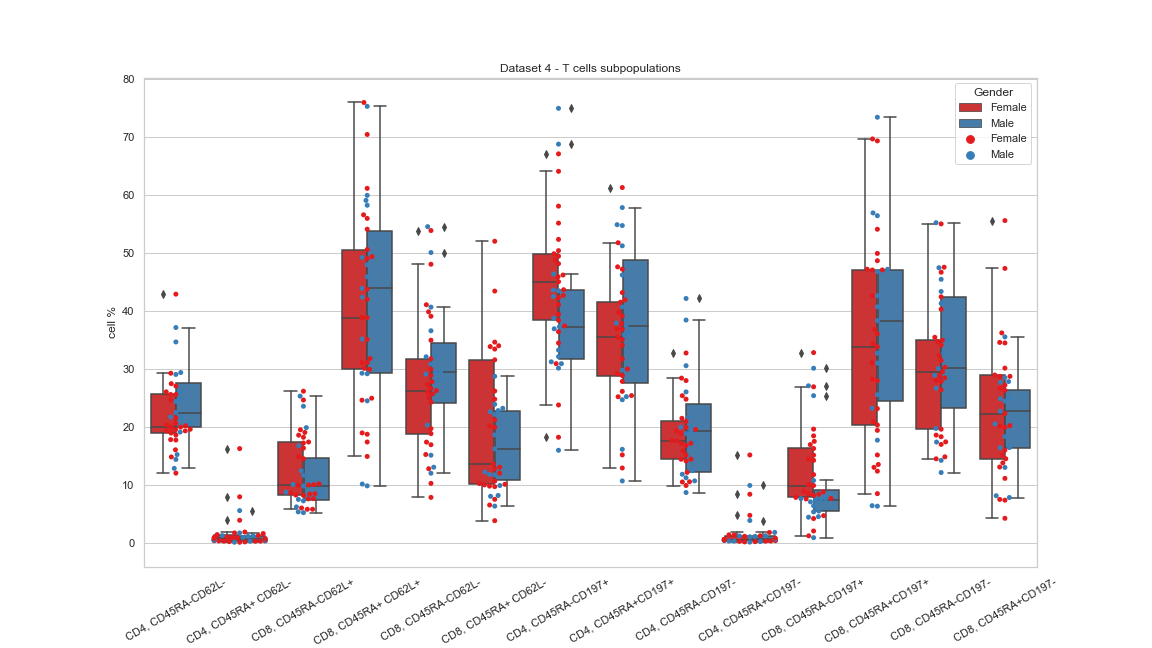 Dataset 4 - T cells subpopulations
80
70
60
50
40
30
20
10
0
cell %
Gender
Female
Male
Female
Male
CD4, CD45RA-CD62L-
CD4, CD45RA+ CD62L-
CD8, CD45RA-CD62L+
CD8, CD45RA+ CD62L+
CD8, CD45RA-CD62L-
CD8, CD45RA+ CD62L-
CD4, CD45RA-CD197+
CD4, CD45RA+CD197+
CD4, CD45RA-CD197-
CD4, CD45RA+CD197-
CD8, CD45RA-CD197+
CD8, CD45RA+CD197+
CD8, CD45RA-CD197-
CD8, CD45RA+CD197-